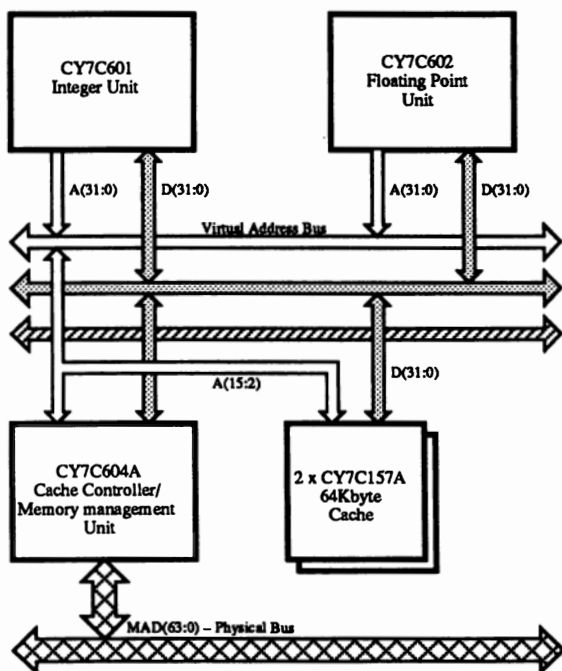 CY7C601
Integer Unit
CY7C602
Floating Point
Unit
A(31:0)
D(31:0)
A(31:0)
D(31:0)
Virtual Address Bus
D(31:0)
A(15:2)
CY7C604A
Cache Controller/
Memory management
Unit
2 x CY7C157A
64Kbyte
Cache
MAD(63:0) – Physical Bus